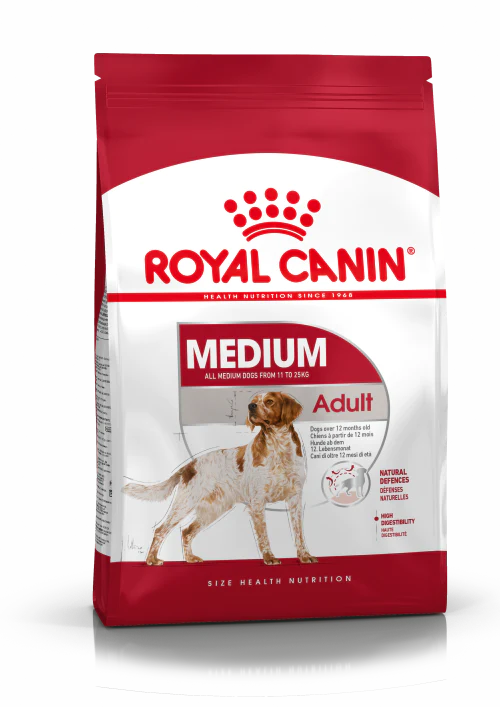 ROYAL CANIN®
HEALTH NUTRITION SINCE 1968
MEDIUM
ALL MEDIUM DOGS FROM 11 TO 25KG
Adult
Dogs over 12 months old
Chiens à partir de 12 mois
Hunde ab dem
12. Lebensmonat
Cani di oltre 12 mesi di età
NATURAL
DEFENCES
DÉFENSES
NATURELLES
HIGH
DIGESTIBILITY
HAUTE
DIGESTIBILITÉ
SIZE HEALTH NUTRITION